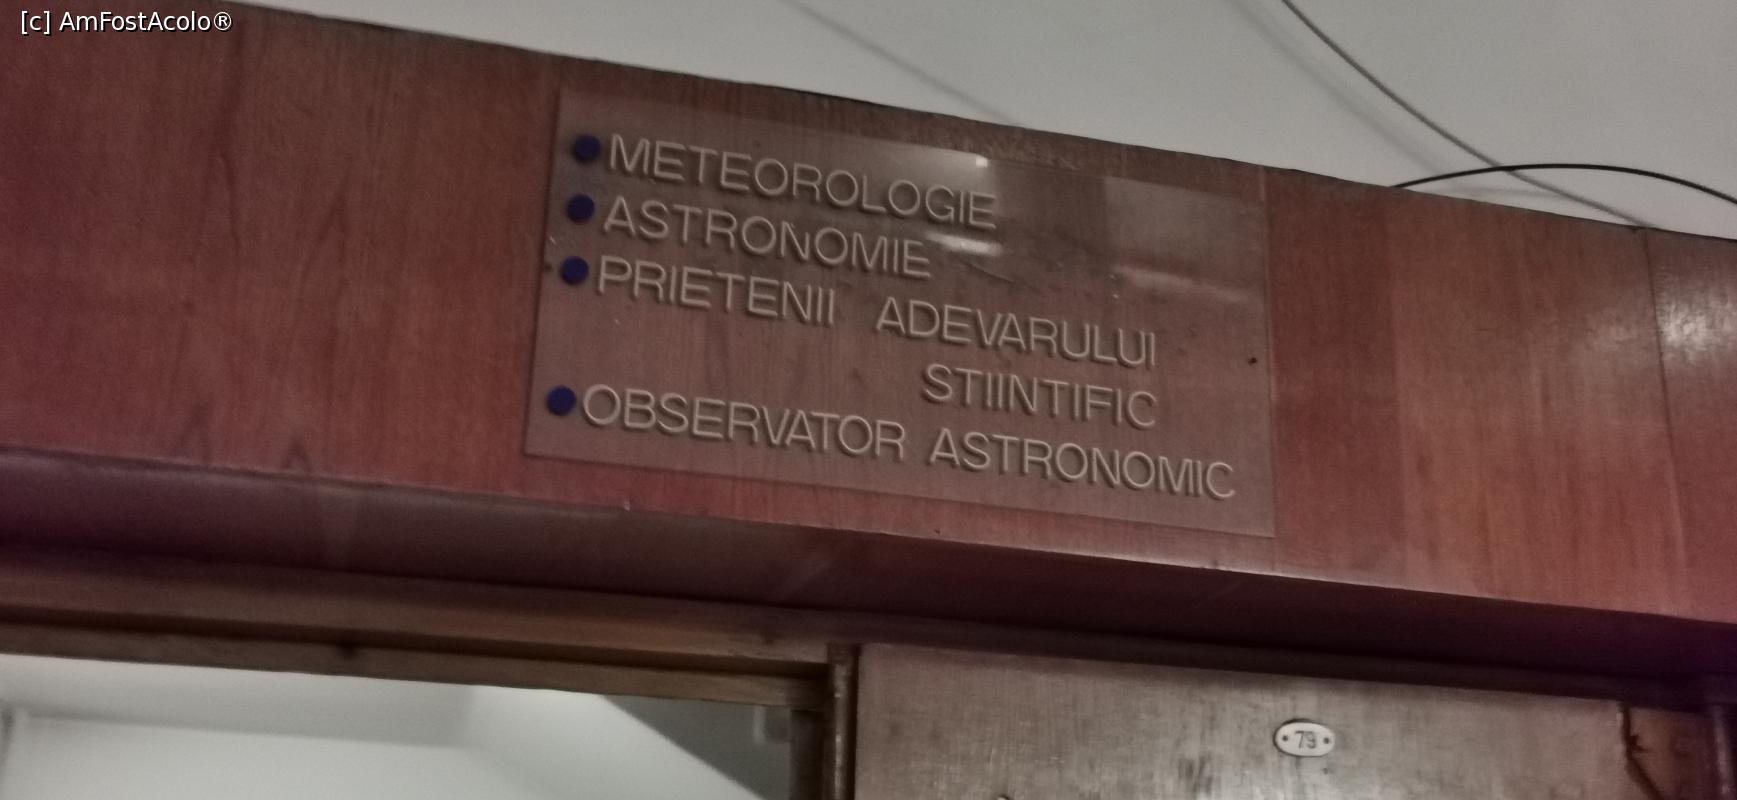 [c] AmFostAcolo®
METEOROLOGIE
ASTRONOMIE
PRIETENII ADEVARULUI
STIINTIFIC
OBSERVATOR ASTRONOMIC
79